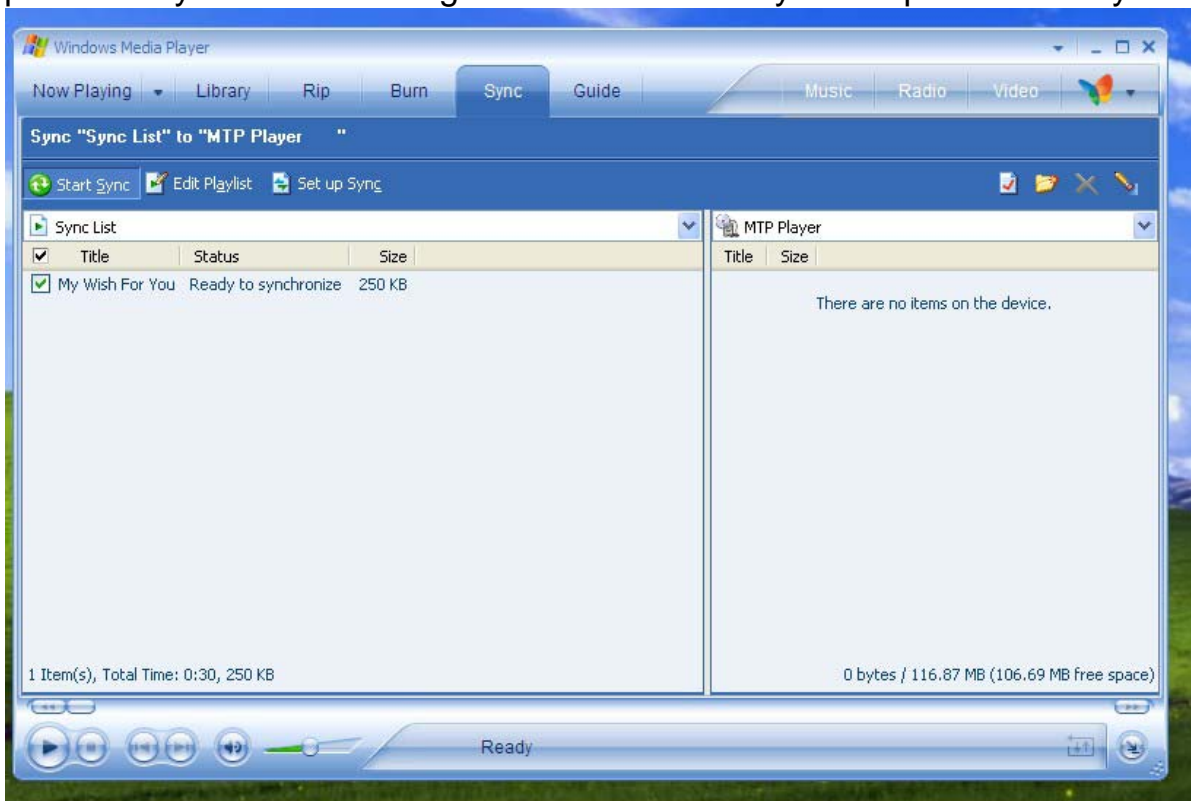 Windows Media Player
Now Playing Library Rip Burn Sync Guide Music Radio Video
Sync "Sync List" to "MTP Player "
Start Sync Edit Playlist Set up Sync
Sync List MTP Player
Title Status Size Title Size
My Wish For You Ready to synchronize 250 KB
There are no items on the device.
1 Item(s), Total Time: 0:30, 250 KB 0 bytes / 116.87 MB (106.69 MB free space)
Ready